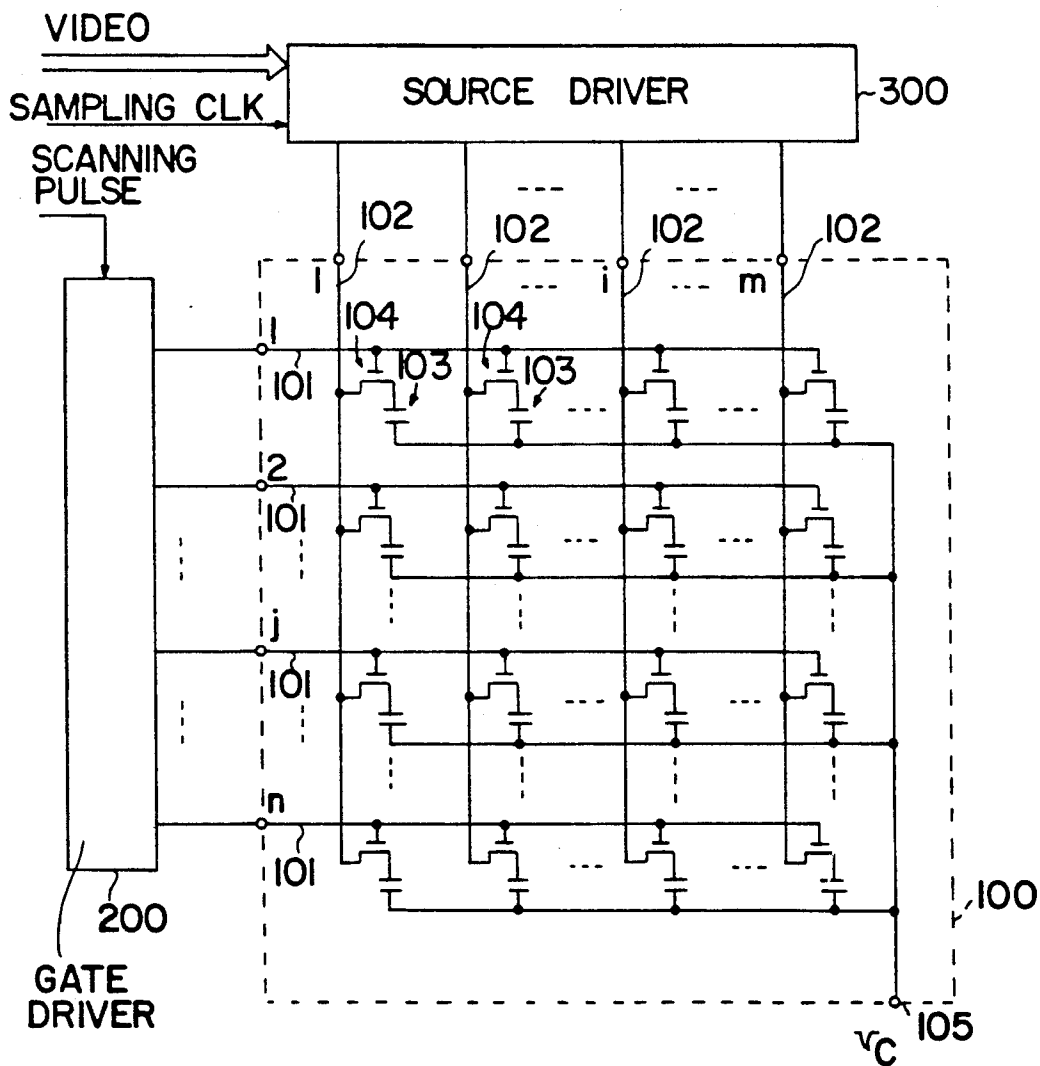 VIDEO
SOURCE DRIVER
300
SAMPLING CLK
SCANNING
PULSE
102 102 102 102
1 i m
104 104
1
101
103 103
2
101
j
101
n
101
200
100
GATE
DRIVER
105
vC